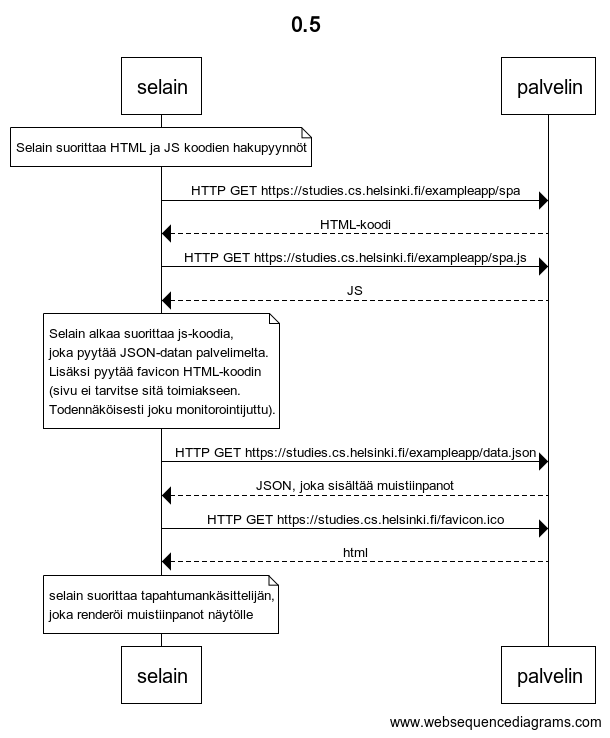 0.5
selain
palvelin
Selain suorittaa HTML ja JS koodien hakupyynnöt
HTTP GET https://studies.cs.helsinki.fi/exampleapp/spa
HTML-koodi
HTTP GET https://studies.cs.helsinki.fi/exampleapp/spa.js
JS
Selain alkaa suorittaa js-koodia,
joka pyytää JSON-datan palvelimelta.
Lisäksi pyytää favicon HTML-koodin
(sivu ei tarvitse sitä toimiakseen.
Todennäköisesti joku monitorointijuttu).
HTTP GET https://studies.cs.helsinki.fi/exampleapp/data.json
JSON, joka sisältää muistiinpanot
HTTP GET https://studies.cs.helsinki.fi/favicon.ico
html
selain suorittaa tapahtumankäsittelijän,
joka renderöi muistiinpanot näytölle
selain
palvelin
www.websequencediagrams.com